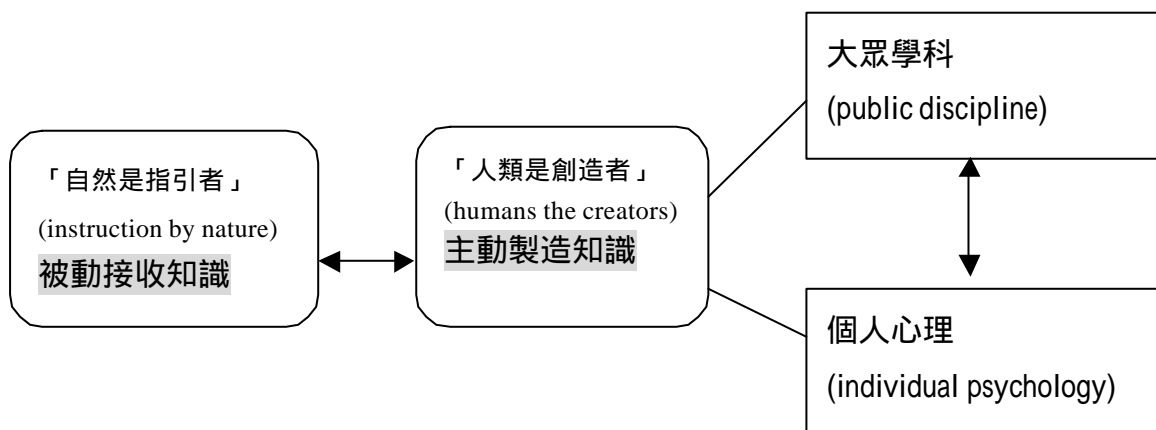 「自然是指引者」
(instruction by nature)
被動接收知識
「人類是創造者」
(humans the creators)
主動製造知識
大眾學科
(public discipline)
個人心理
(individual psychology)